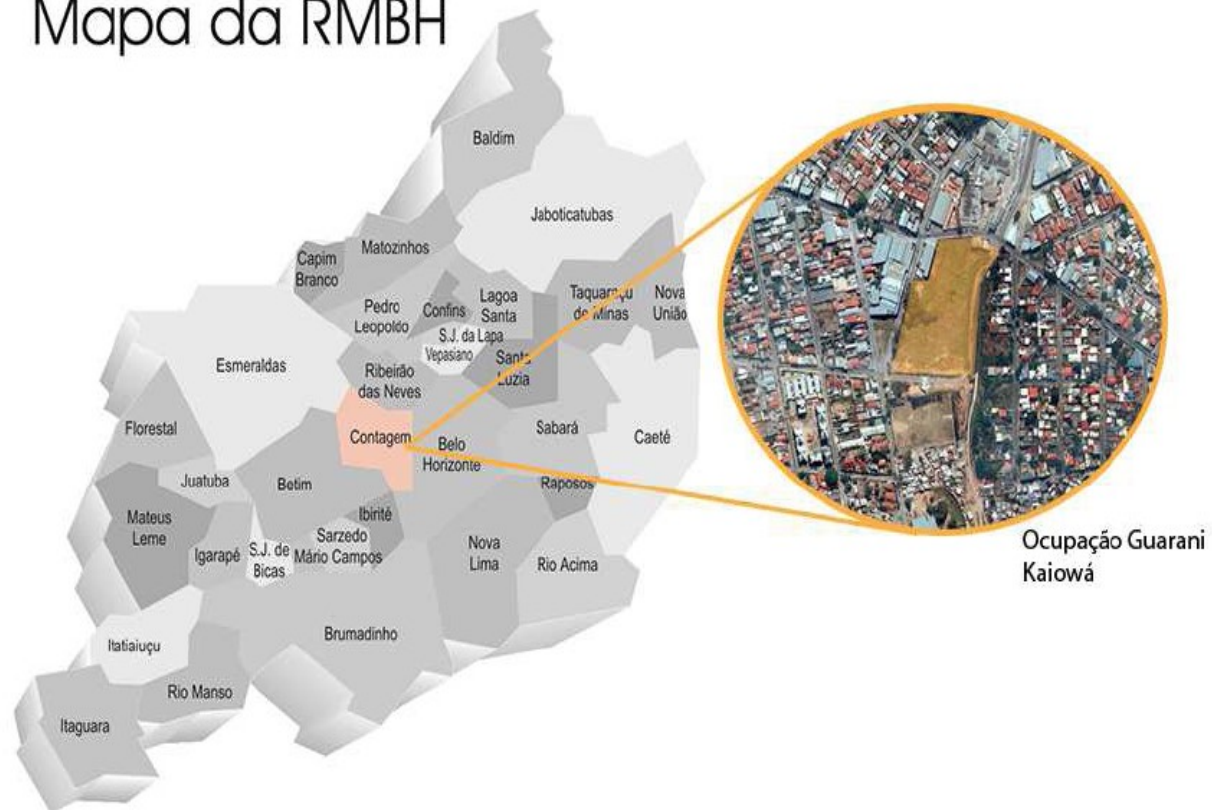 Mapa da RMBH
Baldim
Jaboticatubas
Matozinhos
Capim
Branco
Pedro
Leopoldo
Confins
Lagoa
Santa
Taquaraçu
de Minas
Nova
União
S.J. da Lapa
Vepasiano
Santa
Luzia
Esmeraldas
Ribeirão
das Neves
Florestal
Contagem
Belo
Horizonte
Sabará
Caeté
Juatuba
Betim
Raposos
Mateus
Leme
Ibirité
Sarzedo
Mário Campos
Igarapé
S.J. de
Bicas
Nova
Lima
Rio Acima
Ocupação Guarani
Kaiowá
Brumadinho
Itatiaiuçu
Rio Manso
Itaguara